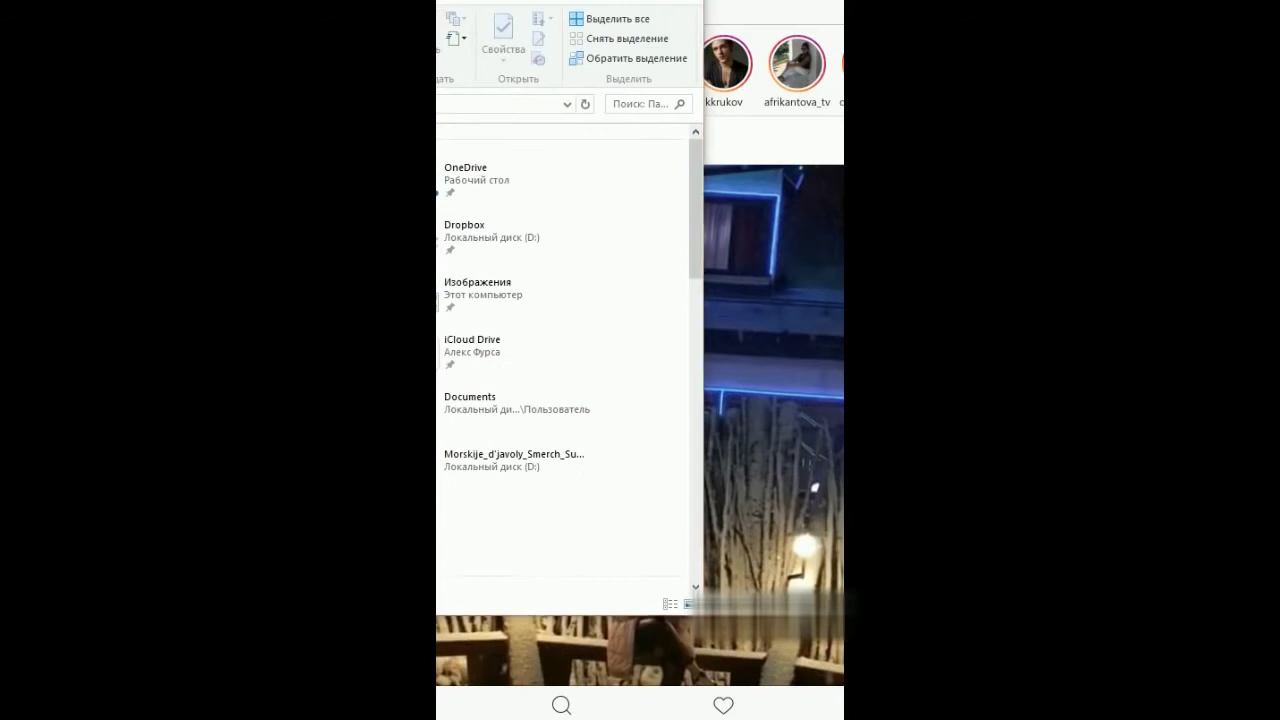 Выделить все
Снять выделение
Обратить выделение
Свойства
Открыть
Выделить
Поиск: Па...
kkrukov
afrikantova_tv
OneDrive
Рабочий стол
Dropbox
Локальный диск (D:)
Изображения
Этот компьютер
iCloud Drive
Алекс Фурса
Documents
Локальный ди...\Пользователь
Morskije_d'javoly_Smerch_Su...
Локальный диск (D:)